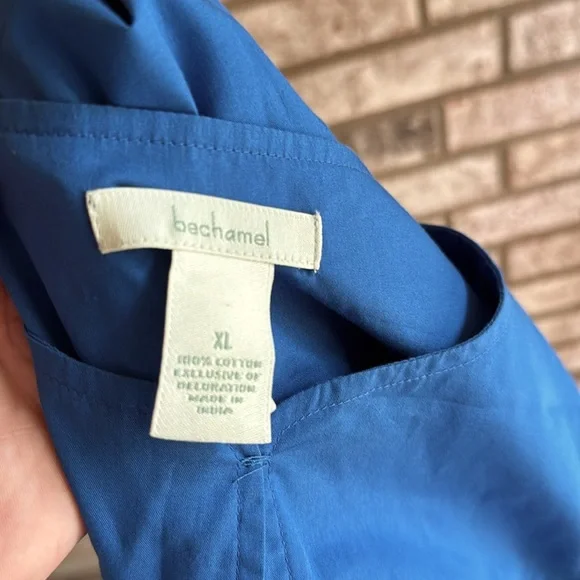 bechamel
XL
100% COTTON
EXCLUSIVE OF
DECORATION
MADE IN
INDIA